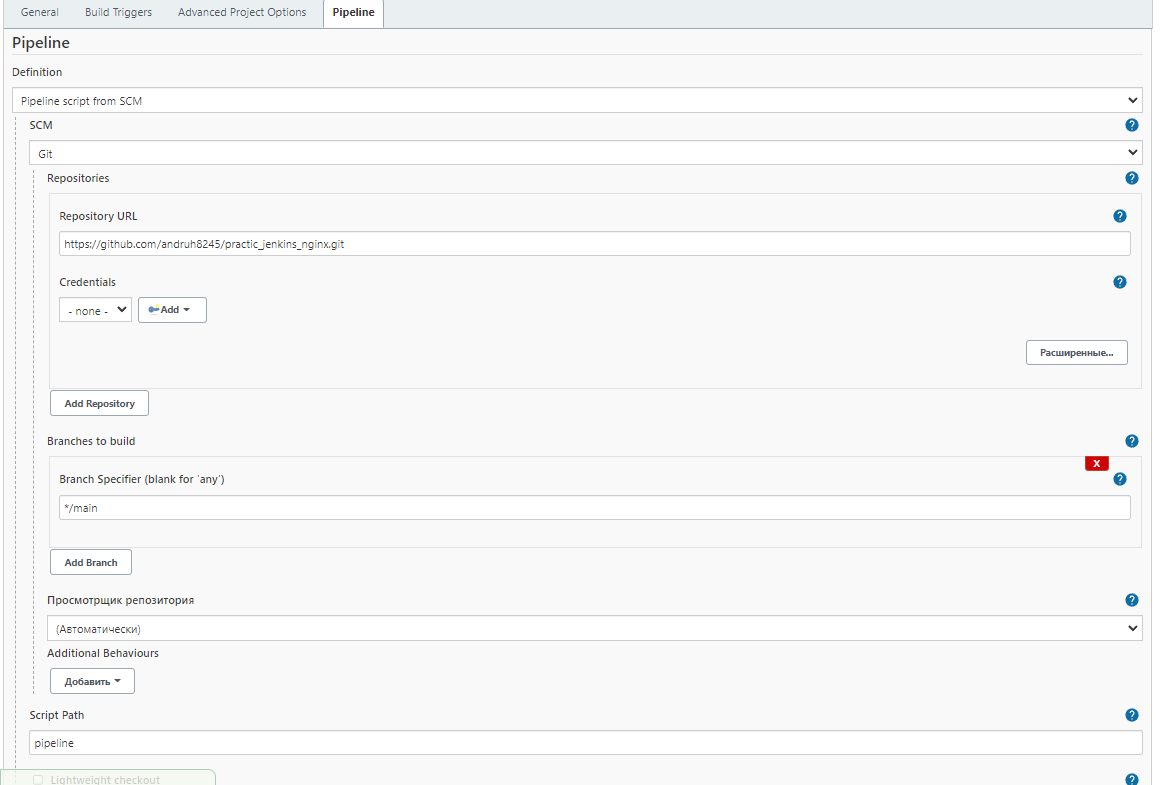 General Build Triggers Advanced Project Options Pipeline
Pipeline
Definition
Pipeline script from SCM
SCM
Git
Repositories
Repository URL
https://github.com/andruh8245/practic_jenkins_nginx.git
Credentials
- none - Add
Расширенные...
Add Repository
Branches to build
X
Branch Specifier (blank for 'any')
*/main
Add Branch
Просмотрщик репозитория
(Автоматически)
Additional Behaviours
Добавить
Script Path
pipeline
Lightweight checkout